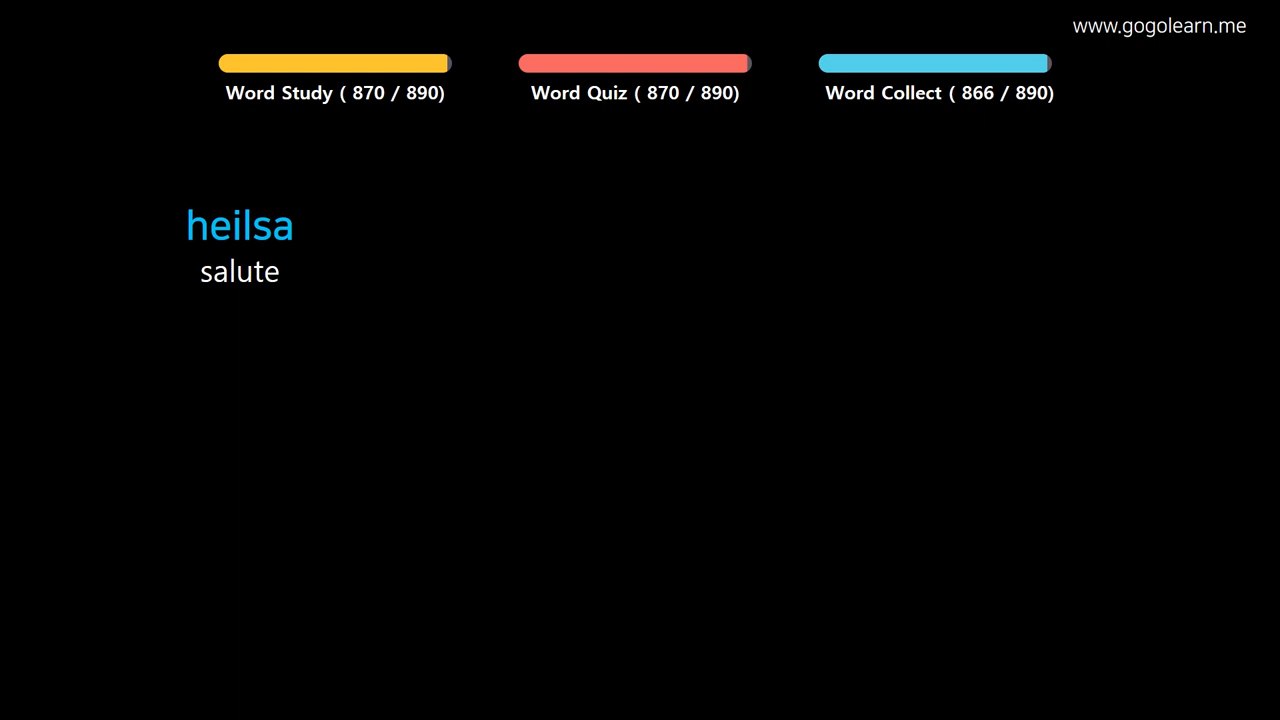 www.gogolearn.me
Word Study ( 870 / 890)
Word Quiz ( 870 / 890)
Word Collect ( 866 / 890)
heilsa
salute